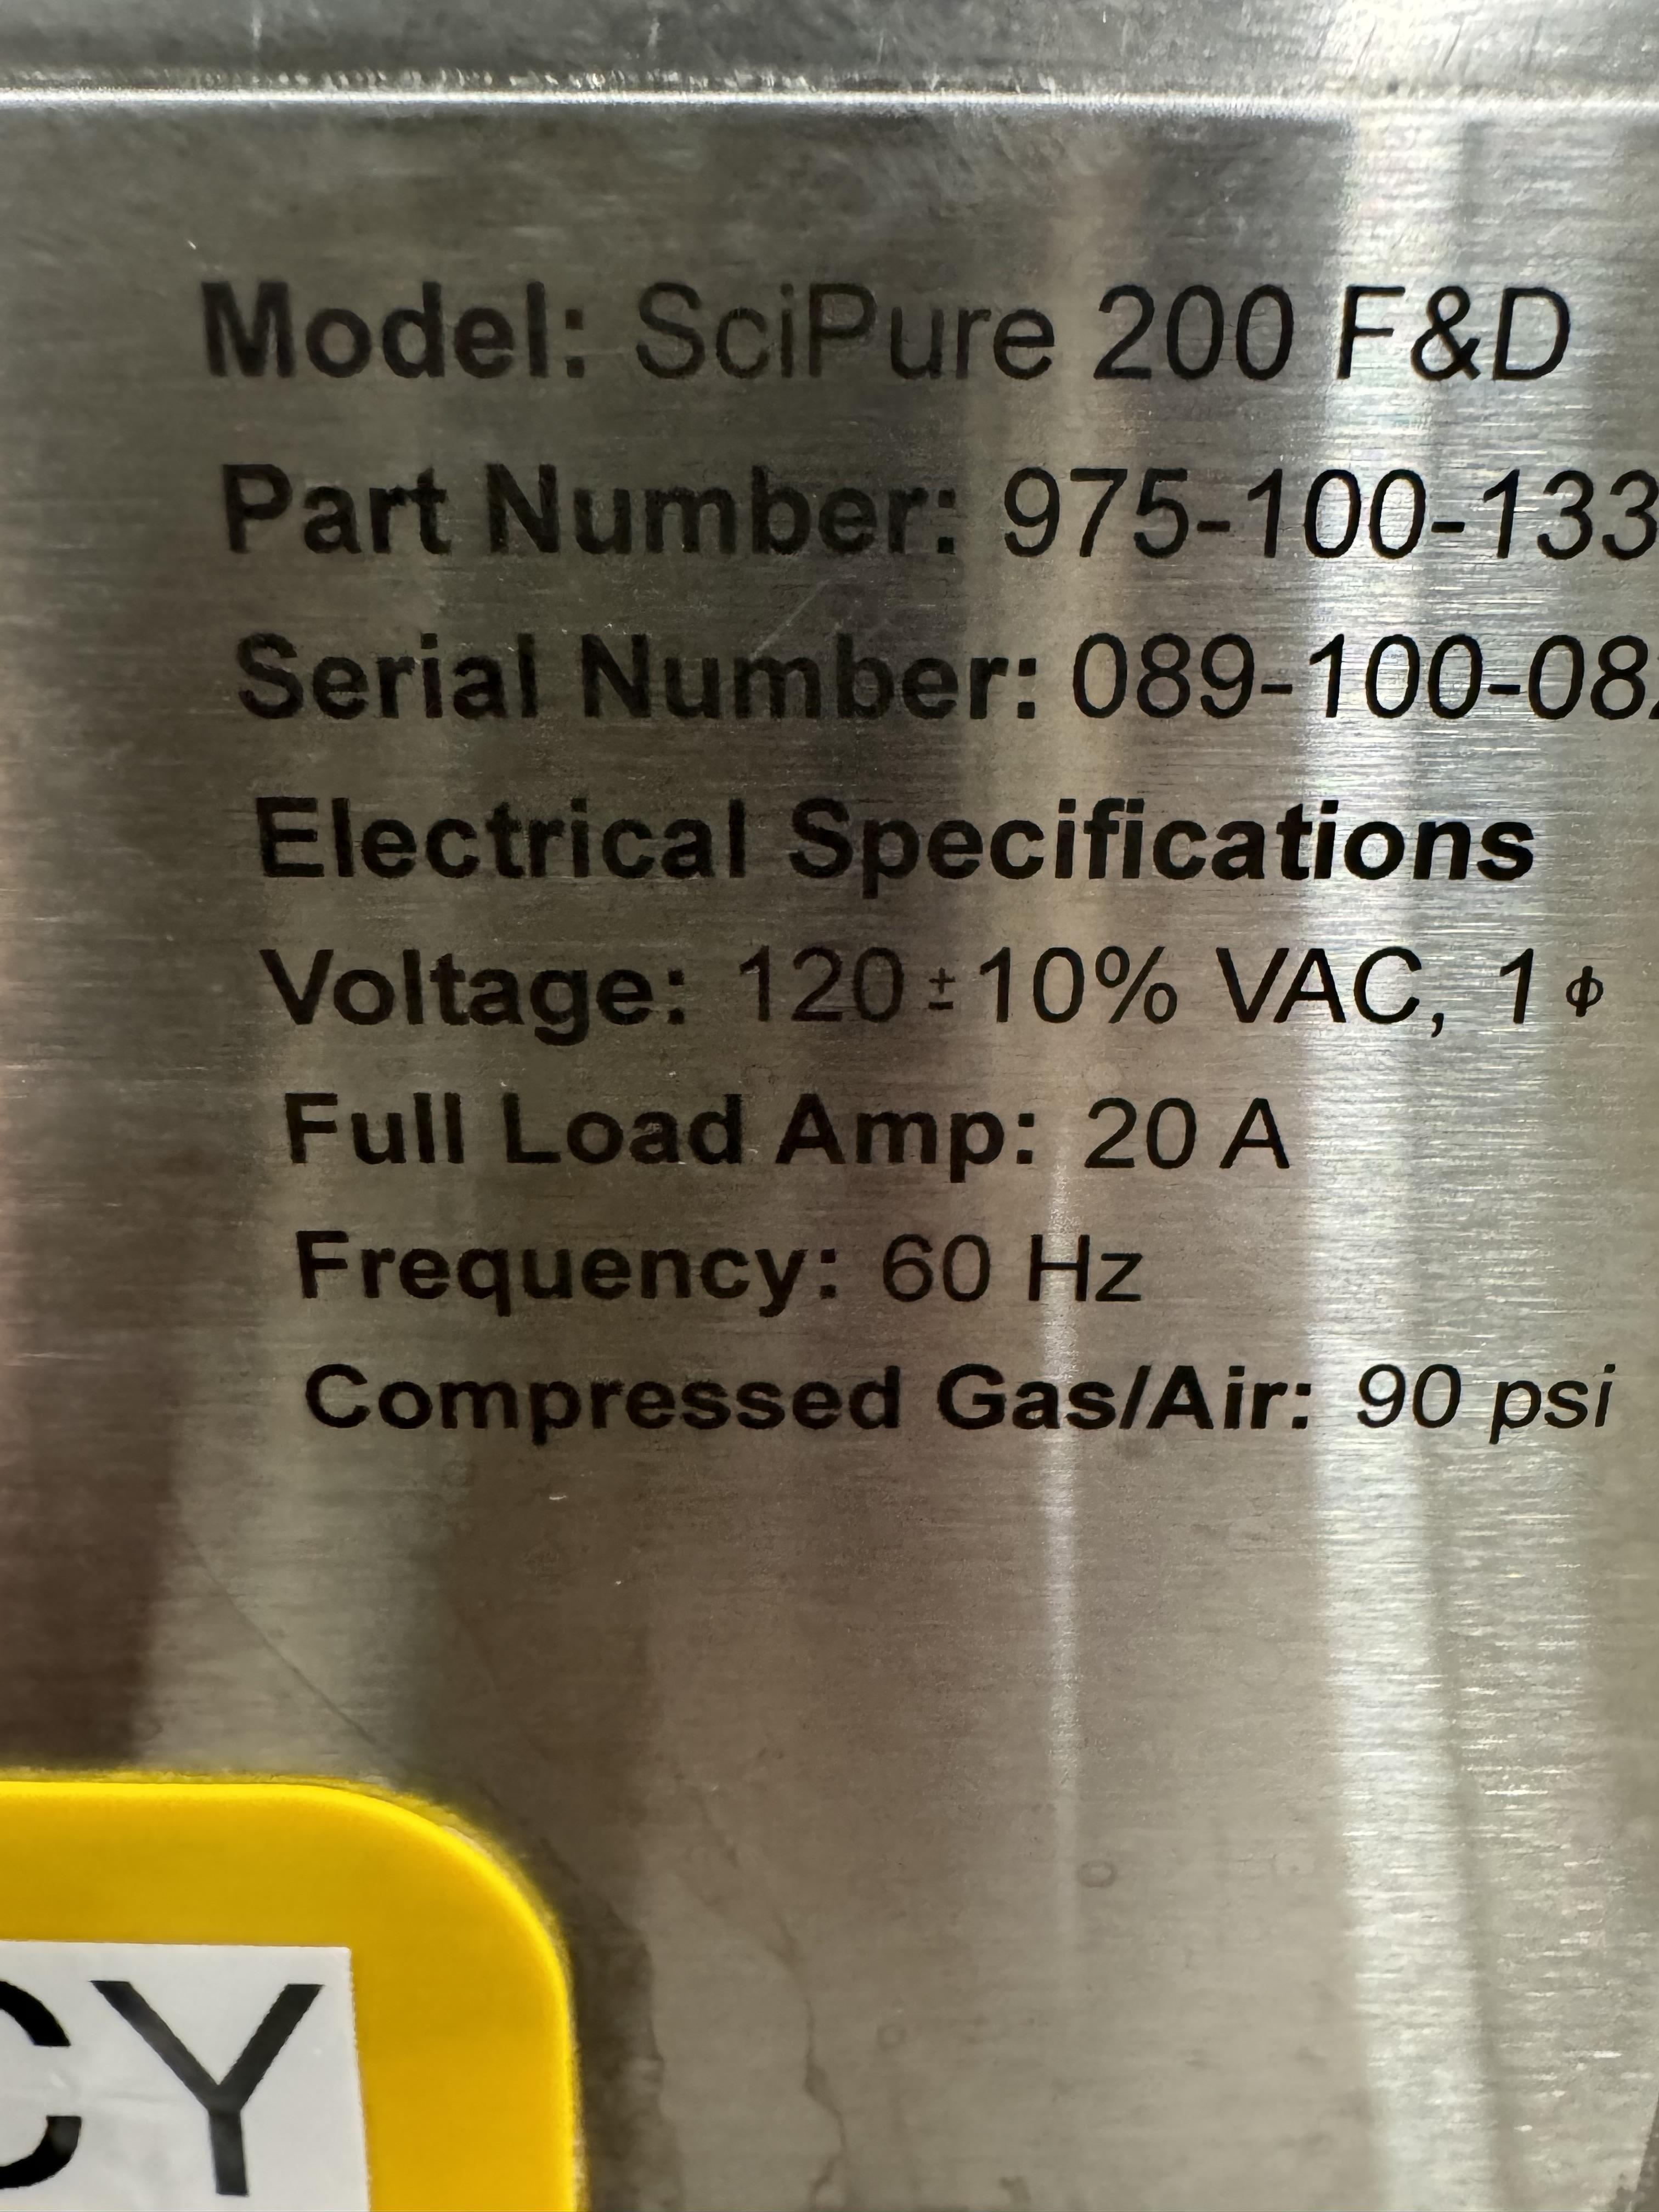 Model: SciPure 200 F&D
Part Number: 975-100-133
Serial Number: 089-100-08
Electrical Specifications
Voltage: 120 ± 10% VAC, 1 ϕ
Full Load Amp: 20 A
Frequency: 60 Hz
Compressed Gas/Air: 90 psi
CY